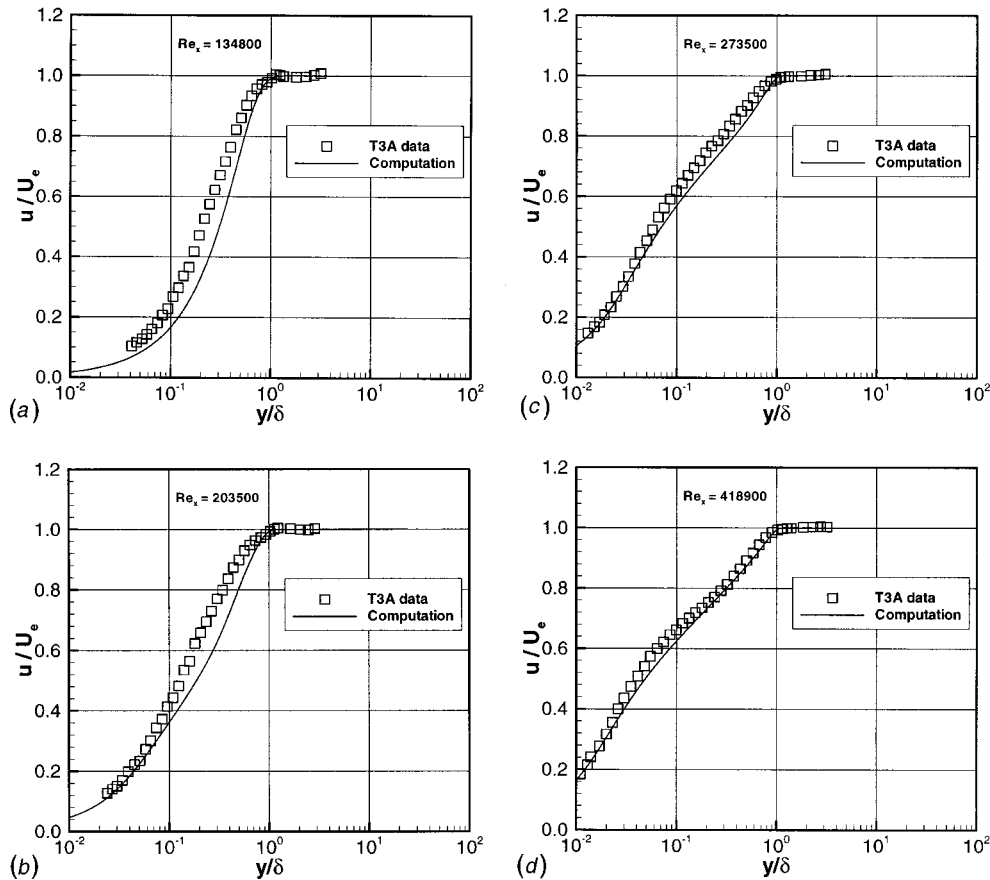 1.2
Re_x = 134800
1.0
0.8
T3A data
Computation
u / U_e
0.6
0.4
0.2
0.0
10^-2 10^-1 10^0 10^1 10^2
(a) y/δ
1.2
Re_x = 273500
1.0
0.8
T3A data
Computation
u / U_e
0.6
0.4
0.2
0.0
10^-2 10^-1 10^0 10^1 10^2
(c) y/δ
1.2
Re_x = 203500
1.0
0.8
T3A data
Computation
u / U_e
0.6
0.4
0.2
0.0
10^-2 10^-1 10^0 10^1 10^2
(b) y/δ
1.2
Re_x = 418900
1.0
0.8
T3A data
Computation
u / U_e
0.6
0.4
0.2
0.0
10^-2 10^-1 10^0 10^1 10^2
(d) y/δ